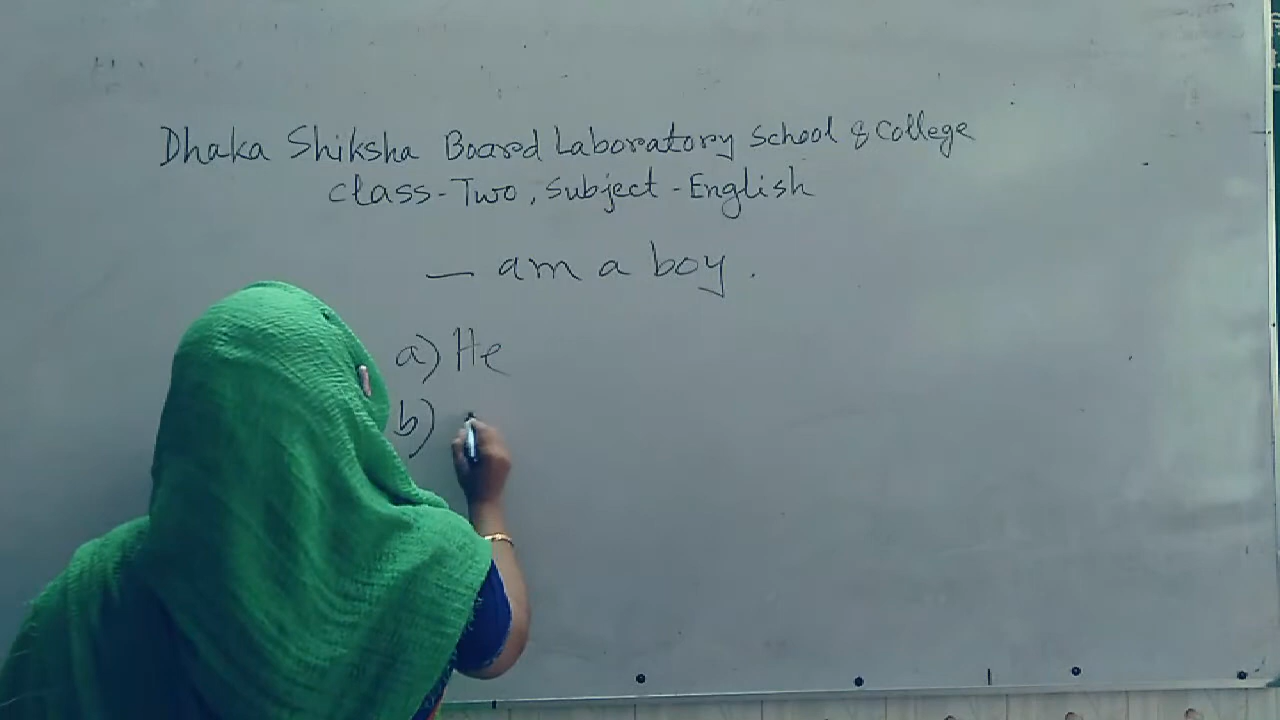 Dhaka Shiksha Board Laboratory School & College
Class-Two, Subject-English
— am a boy.
a) He
b)